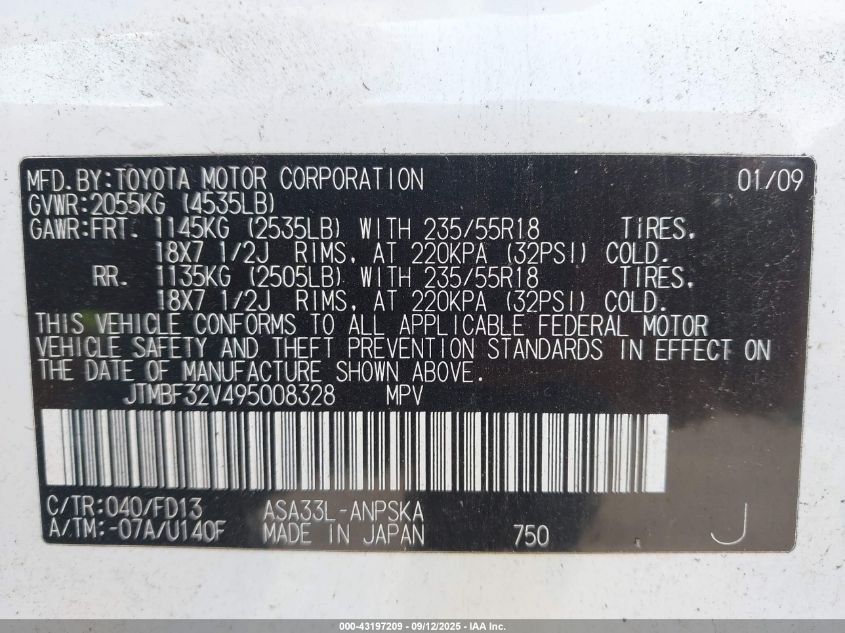 MFD.BY:TOYOTA MOTOR CORPORATION 01/09
GVWR:2055KG (4535LB)
GAWR:FRT. 1145KG (2535LB) WITH 235/55R18 TIRES,
18X7 1/2J RIMS, AT 220KPA (32PSI) COLD.
RR. 1135KG (2505LB) WITH 235/55R18 TIRES,
18X7 1/2J RIMS, AT 220KPA (32PSI) COLD.
THIS VEHICLE CONFORMS TO ALL APPLICABLE FEDERAL MOTOR
VEHICLE SAFETY AND THEFT PREVENTION STANDARDS IN EFFECT ON
THE DATE OF MANUFACTURE SHOWN ABOVE.
JTMBF32V495008328 MPV
C/TR:040/FD13 ASA33L-ANPSKA
A/TM:-07A/U140F MADE IN JAPAN 750 J
000-43197209 - 09/12/2025 - IAA Inc.